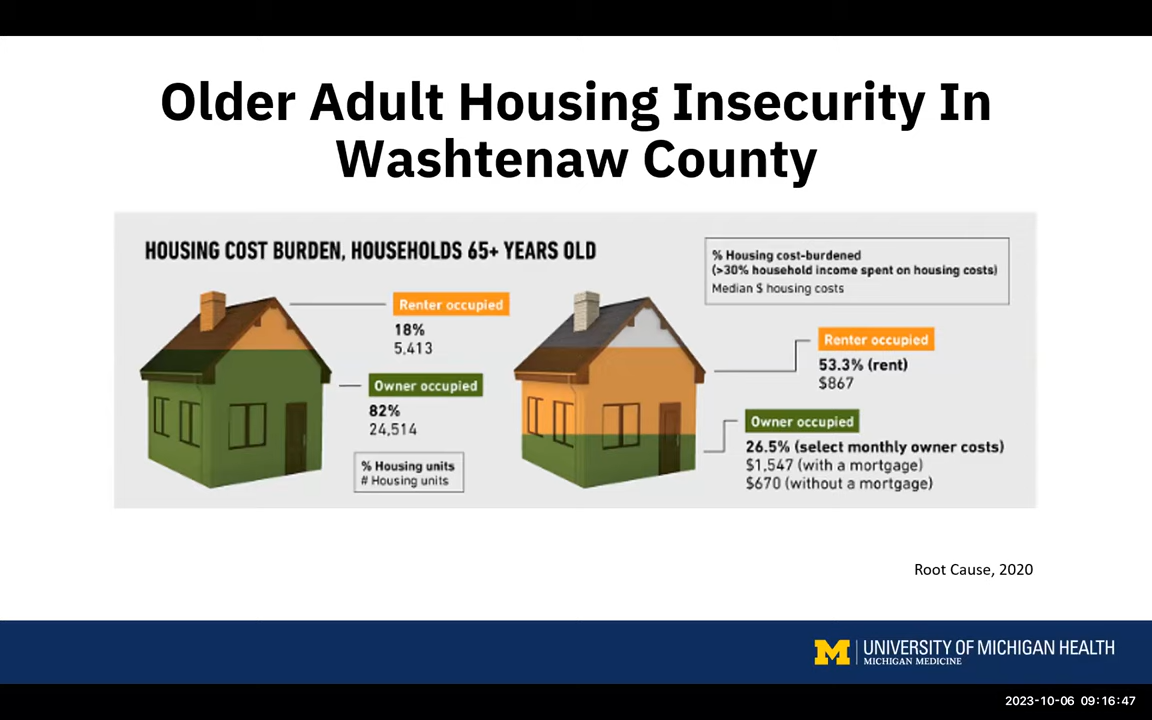 Older Adult Housing Insecurity In
Washtenaw County
HOUSING COST BURDEN, HOUSEHOLDS 65+ YEARS OLD
Renter occupied
18%
5,413
Owner occupied
82%
24,514
% Housing units
# Housing units
% Housing cost-burdened
(>30% household income spent on housing costs)
Median $ housing costs
Renter occupied
53.3% (rent)
$867
Owner occupied
26.5% (select monthly owner costs)
$1,547 (with a mortgage)
$670 (without a mortgage)
Root Cause, 2020
M UNIVERSITY OF MICHIGAN HEALTH
MICHIGAN MEDICINE
2023-10-06 09:16:47